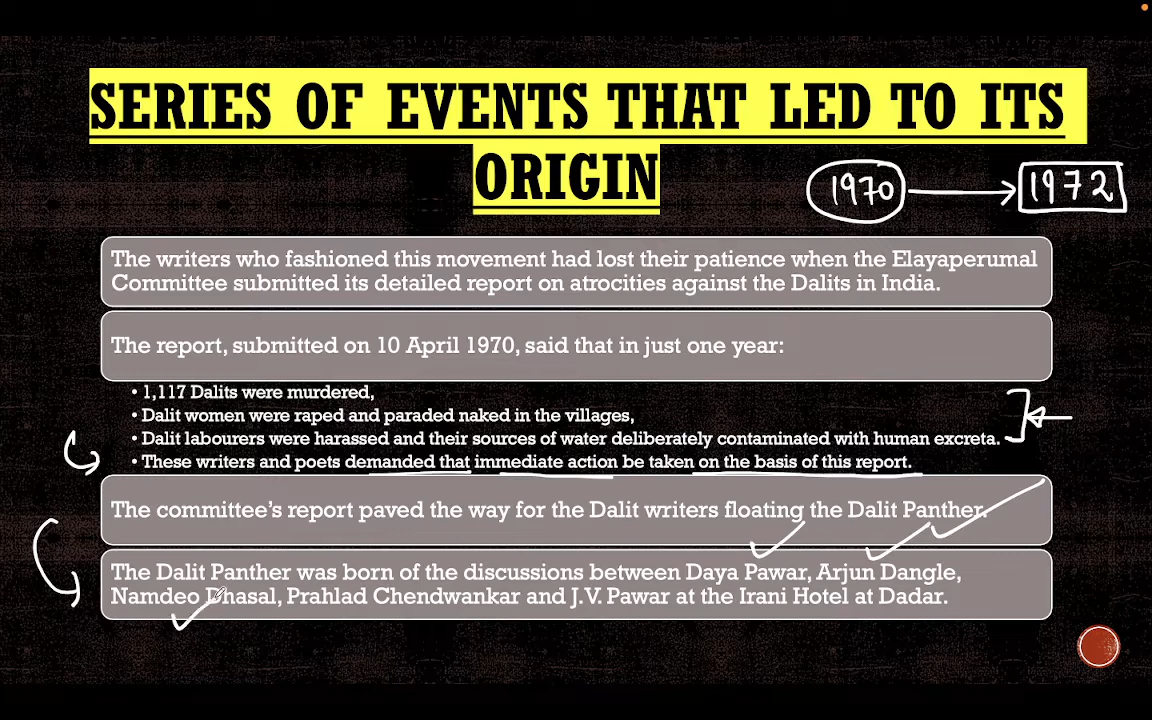 SERIES OF EVENTS THAT LED TO ITS
ORIGIN
1970 → 1972
The writers who fashioned this movement had lost their patience when the Elayaperumal
Committee submitted its detailed report on atrocities against the Dalits in India.
The report, submitted on 10 April 1970, said that in just one year:
• 1,117 Dalits were murdered,
• Dalit women were raped and paraded naked in the villages,
• Dalit labourers were harassed and their sources of water deliberately contaminated with human excreta.
• These writers and poets demanded that immediate action be taken on the basis of this report.
The committee's report paved the way for the Dalit writers floating the Dalit Panther.
The Dalit Panther was born of the discussions between Daya Pawar, Arjun Dangle,
Namdeo Dhasal, Prahlad Chendwankar and J.V. Pawar at the Irani Hotel at Dadar.